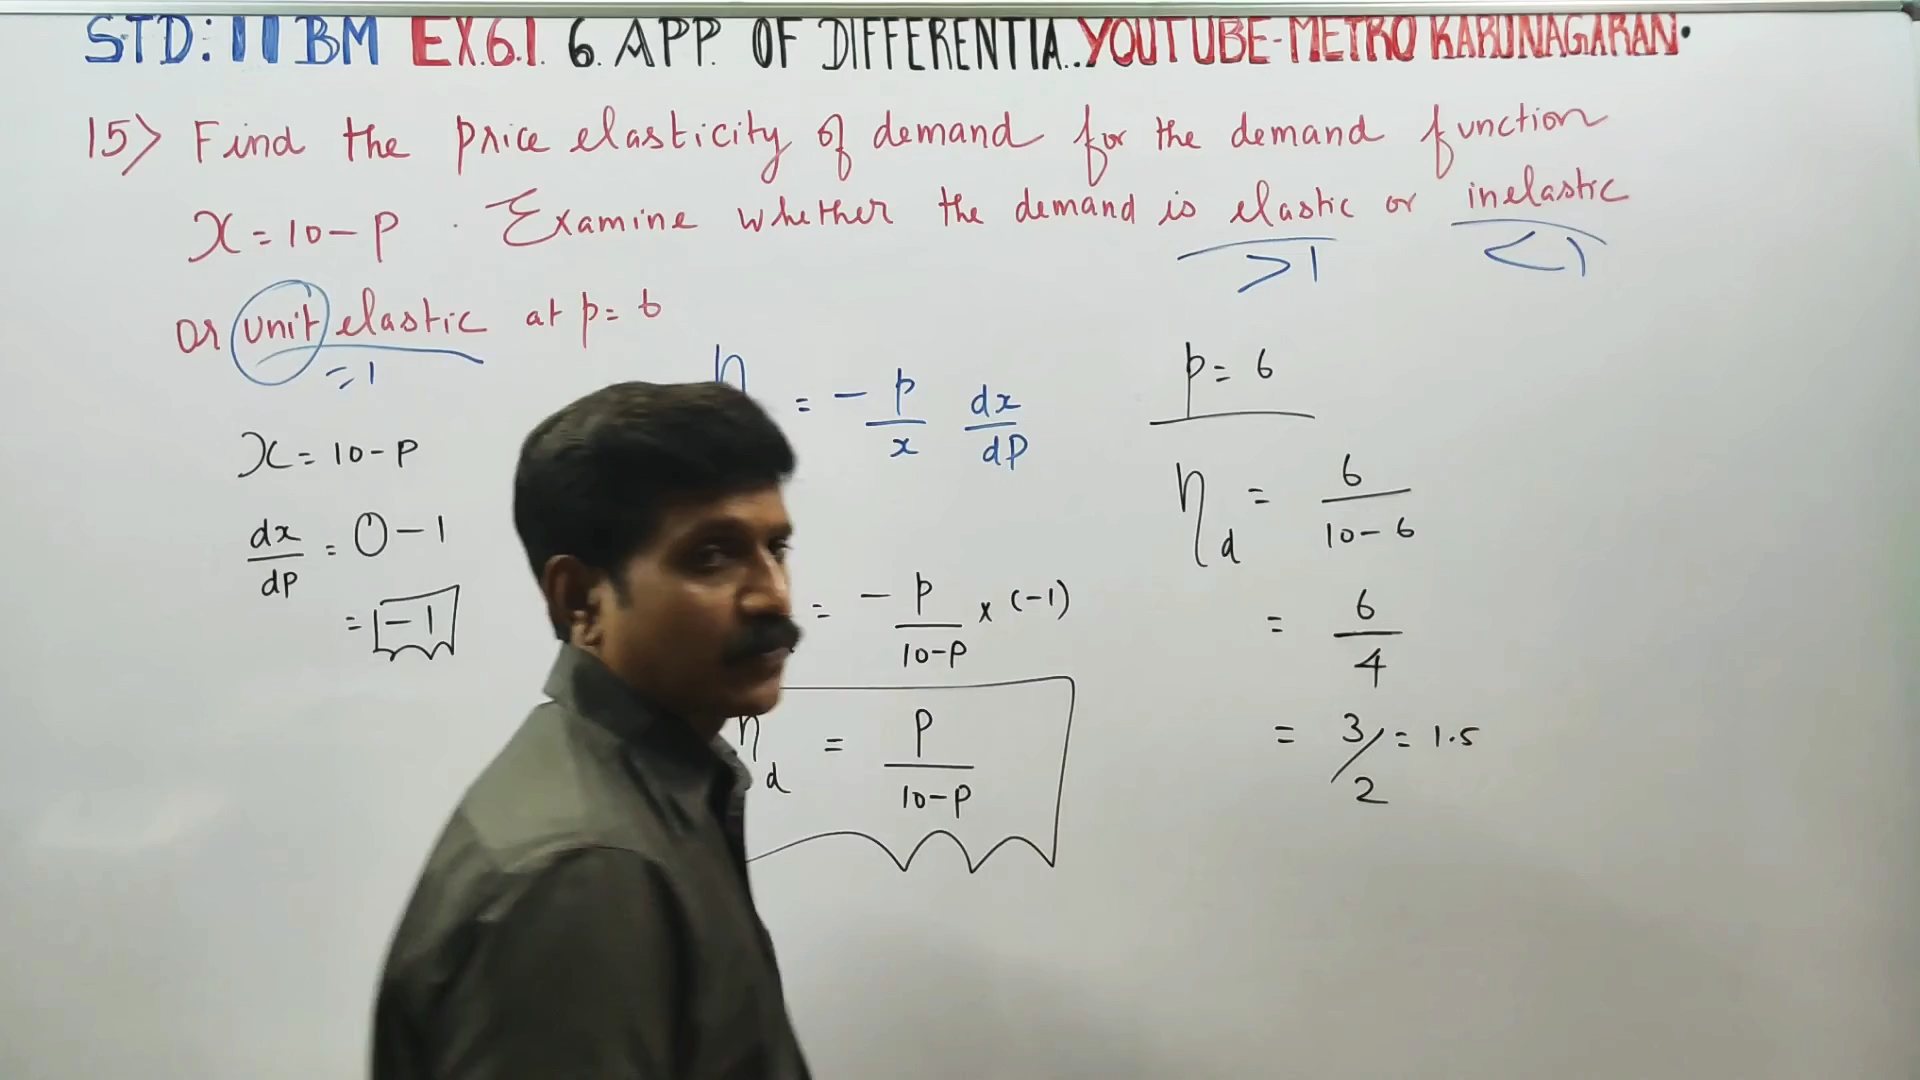 STD: 11 BM EX.6.1. 6. APP. OF DIFFERENTIA.. YOUTUBE-METRO KARUNAGARAN.
15) Find the price elasticity of demand for the demand function
x = 10 - p . Examine whether the demand is elastic or inelastic
>1 <1
or unit elastic at p = 6
= 1
x = 10 - p
dx/dp = 0 - 1
= -1
η = - p/x dx/dp
= - p/10-p × (-1)
η d = p/10-p
p = 6
η d = 6/10-6
= 6/4
= 3/2 = 1.5